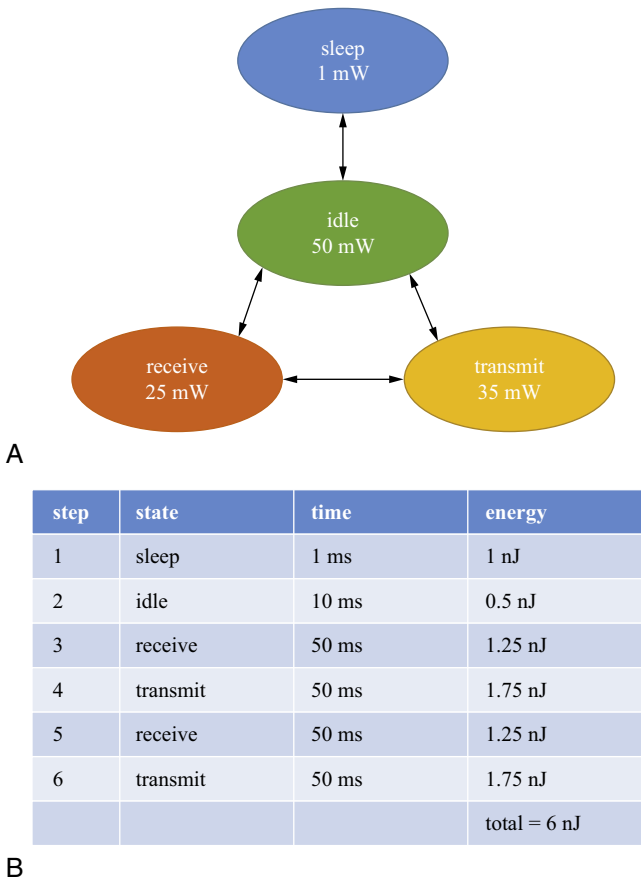 sleep
1 mW
idle
50 mW
receive
25 mW
transmit
35 mW
A
step state time energy
1 sleep 1 ms 1 nJ
2 idle 10 ms 0.5 nJ
3 receive 50 ms 1.25 nJ
4 transmit 50 ms 1.75 nJ
5 receive 50 ms 1.25 nJ
6 transmit 50 ms 1.75 nJ
total = 6 nJ
B